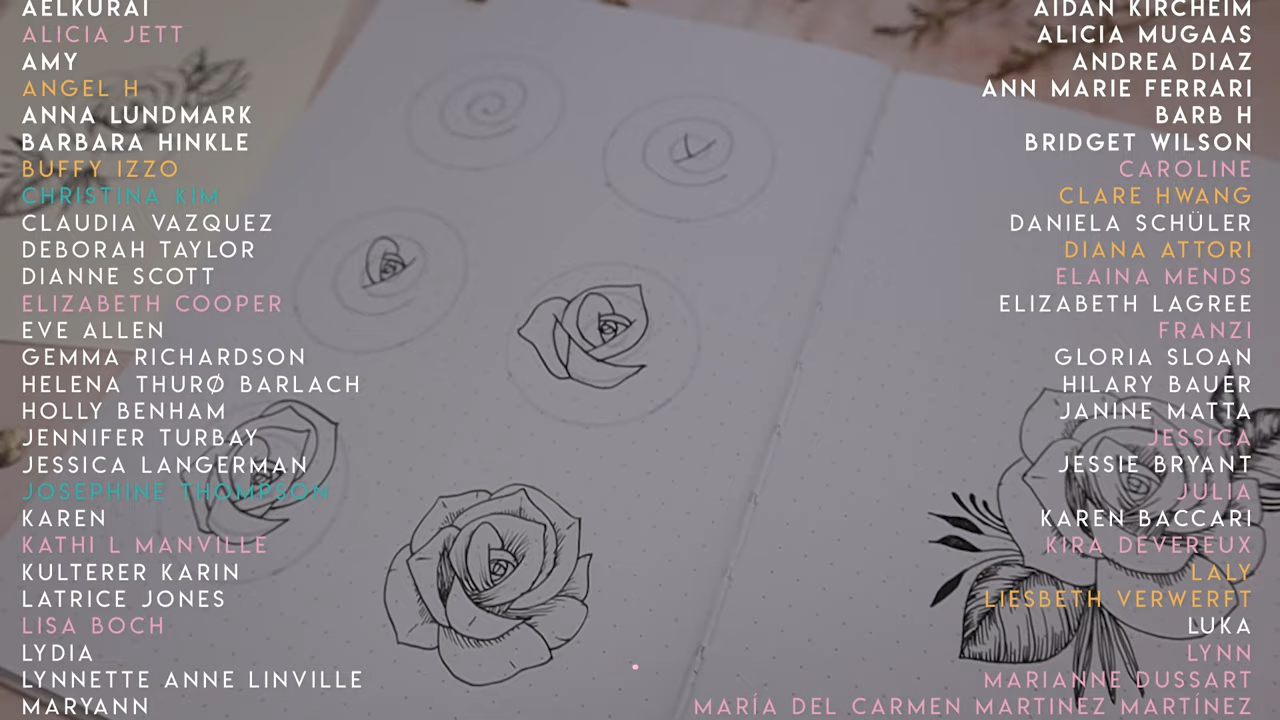 AELKURAI
ALICIA JETT
AMY
ANGEL H
ANNA LUNDMARK
BARBARA HINKLE
BUFFY IZZO
CHRISTINA KIM
CLAUDIA VAZQUEZ
DEBORAH TAYLOR
DIANNE SCOTT
ELIZABETH COOPER
EVE ALLEN
GEMMA RICHARDSON
HELENA THURØ BARLACH
HOLLY BENHAM
JENNIFER TURBAY
JESSICA LANGERMAN
JOSEPHINE THOMPSON
KAREN
KATHI L MANVILLE
KULTERER KARIN
LATRICE JONES
LISA BOCH
LYDIA
LYNNETTE ANNE LINVILLE
MARYANN
AIDAN KIRCHEIM
ALICIA MUGAAS
ANDREA DIAZ
ANN MARIE FERRARI
BARB H
BRIDGET WILSON
CAROLINE
CLARE HWANG
DANIELA SCHÜLER
DIANA ATTORI
ELAINA MENDS
ELIZABETH LAGREE
FRANZI
GLORIA SLOAN
HILARY BAUER
JANINE MATTA
JESSICA
JESSIE BRYANT
JULIA
KAREN BACCARI
KIRA DEVEREUX
LALY
LIESBETH VERWERFT
LUKA
LYNN
MARIANNE DUSSART
MARÍA DEL CARMEN MARTINEZ MARTÍNEZ